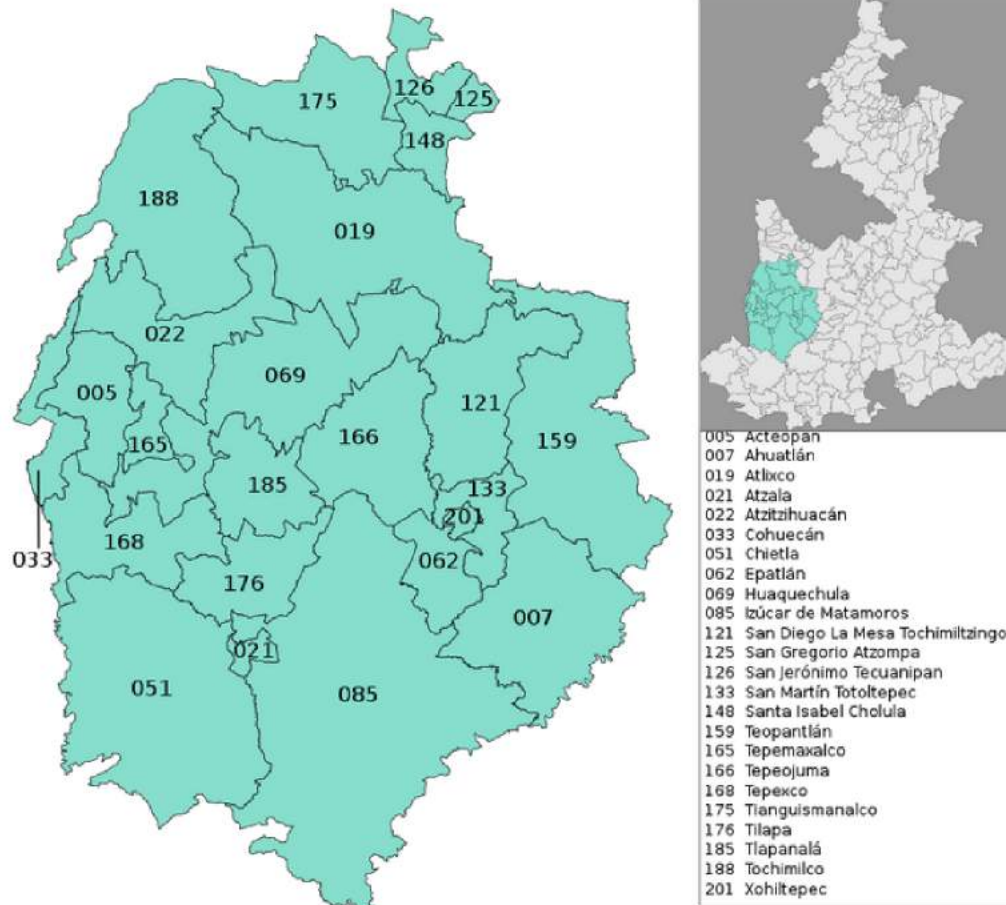 126
175
125
148
188
019
022
069
005
121
165
166
159
185
133
201
168
033
062
176
007
021
051
085
005 Acteopan
007 Ahuatlán
019 Atlixco
021 Atzala
022 Atzitzihuacán
033 Cohuecán
051 Chietla
062 Epatlán
069 Huaquechula
085 Izúcar de Matamoros
121 San Diego La Mesa Tochimiltzingo
125 San Gregorio Atzompa
126 San Jerónimo Tecuanipan
133 San Martín Totoltepec
148 Santa Isabel Cholula
159 Teopantlán
165 Tepemaxalco
166 Tepeojuma
168 Tepexco
175 Tianguismanalco
176 Tilapa
185 Tlapanalá
188 Tochimilco
201 Xohiltepec